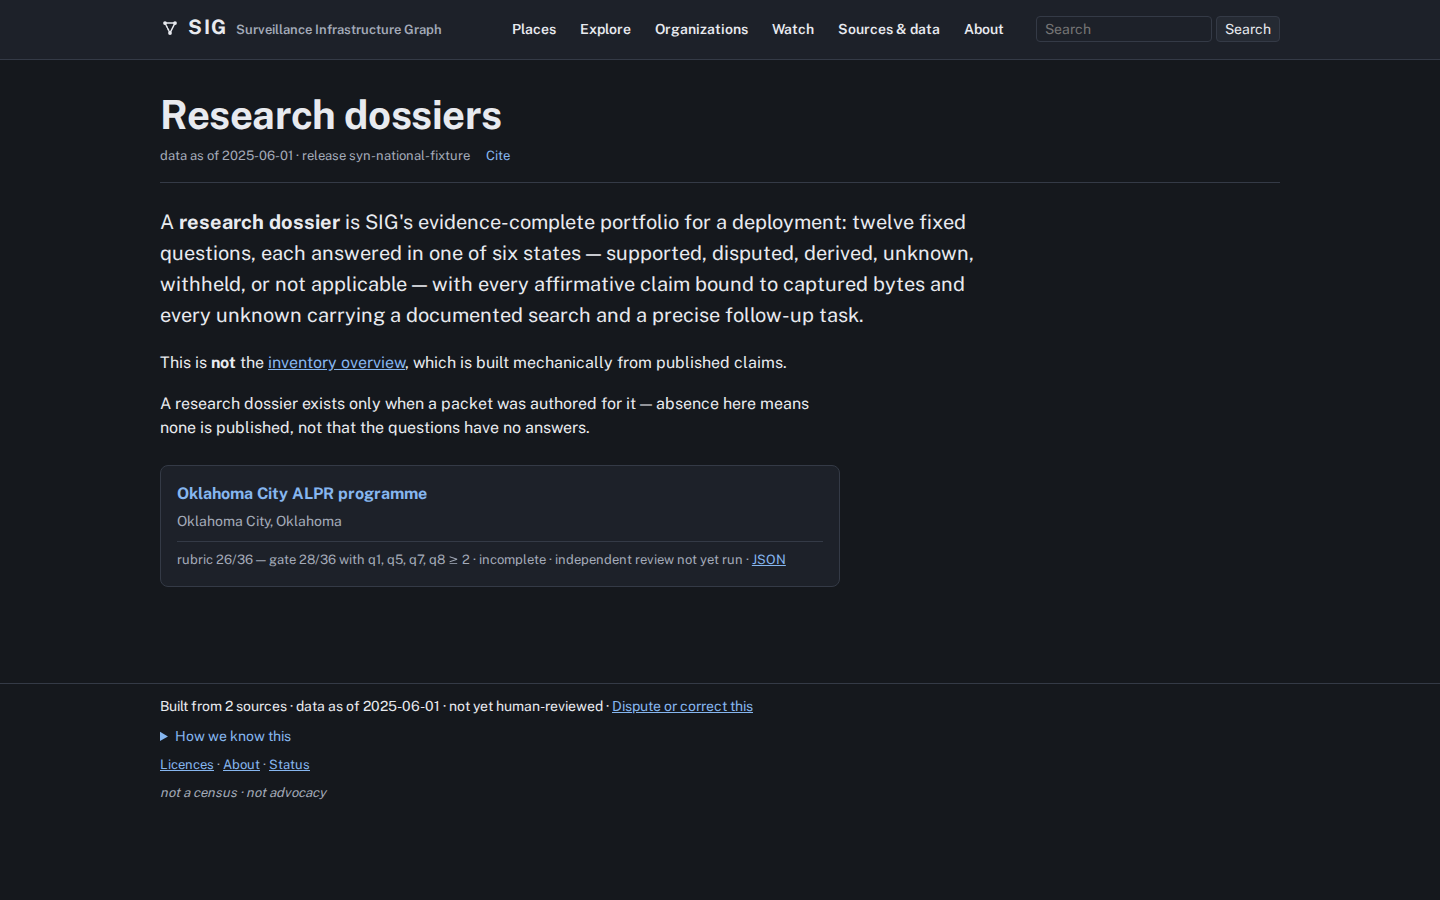 SIG Surveillance Infrastructure Graph Places Explore Organizations Watch Sources & data About Search Search
Research dossiers
data as of 2025-06-01 · release syn-national-fixture Cite
A research dossier is SIG's evidence-complete portfolio for a deployment: twelve fixed
questions, each answered in one of six states — supported, disputed, derived, unknown,
withheld, or not applicable — with every affirmative claim bound to captured bytes and
every unknown carrying a documented search and a precise follow-up task.
This is not the inventory overview, which is built mechanically from published claims.
A research dossier exists only when a packet was authored for it — absence here means
none is published, not that the questions have no answers.
Oklahoma City ALPR programme
Oklahoma City, Oklahoma
rubric 26/36 — gate 28/36 with q1, q5, q7, q8 ≥ 2 · incomplete · independent review not yet run · JSON
Built from 2 sources · data as of 2025-06-01 · not yet human-reviewed · Dispute or correct this
▶ How we know this
Licences · About · Status
not a census · not advocacy